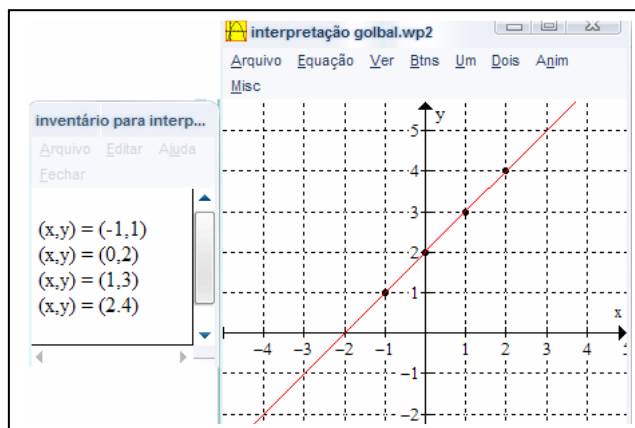 interpretação golbal.wp2
Arquivo Equação Ver Btns Um Dois Anim
Misc
inventário para interp...
Arquivo Editar Ajuda
Fechar
(x,y) = (-1,1)
(x,y) = (0,2)
(x,y) = (1,3)
(x,y) = (2.4)
y
5
4
3
2
1
x
-4 -3 -2 -1 1 2 3 4
-1
-2